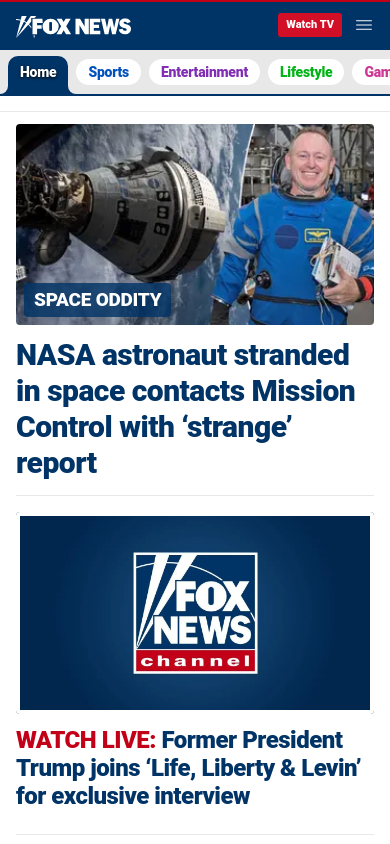 FOX NEWS
Watch TV
Home Sports Entertainment Lifestyle Gam
SPACE ODDITY
NASA astronaut stranded
in space contacts Mission
Control with ‘strange’
report
FOX
NEWS
channel
WATCH LIVE: Former President
Trump joins ‘Life, Liberty & Levin’
for exclusive interview